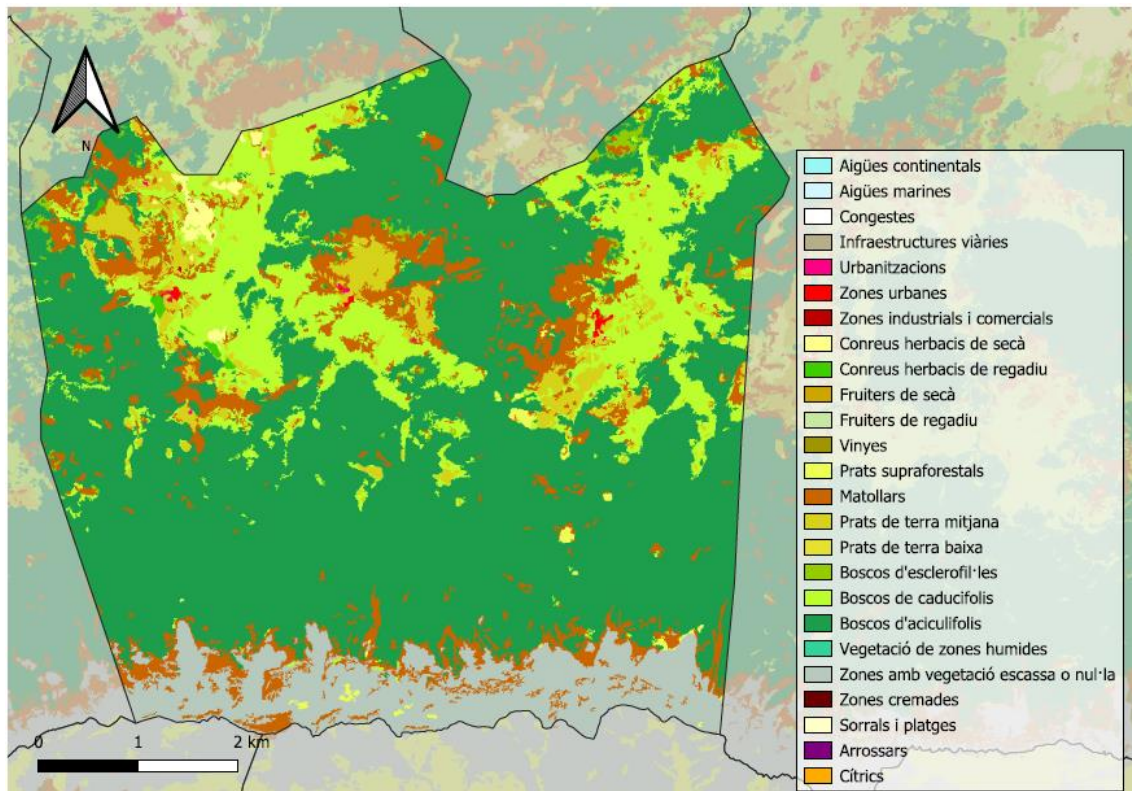 N
Aigües continentals
Aigües marines
Congestes
Infraestructures viàries
Urbanitzacions
Zones urbanes
Zones industrials i comercials
Conreus herbacis de secà
Conreus herbacis de regadiu
Fruiters de secà
Fruiters de regadiu
Vinyes
Prats supraforestals
Matollars
Prats de terra mitjana
Prats de terra baixa
Boscos d'esclerofil·les
Boscos de caducifolis
Boscos d'aciculifolis
Vegetació de zones humides
Zones amb vegetació escassa o nul·la
Zones cremades
Sorrals i platges
Arrossars
Cítrics
0 1 2 km